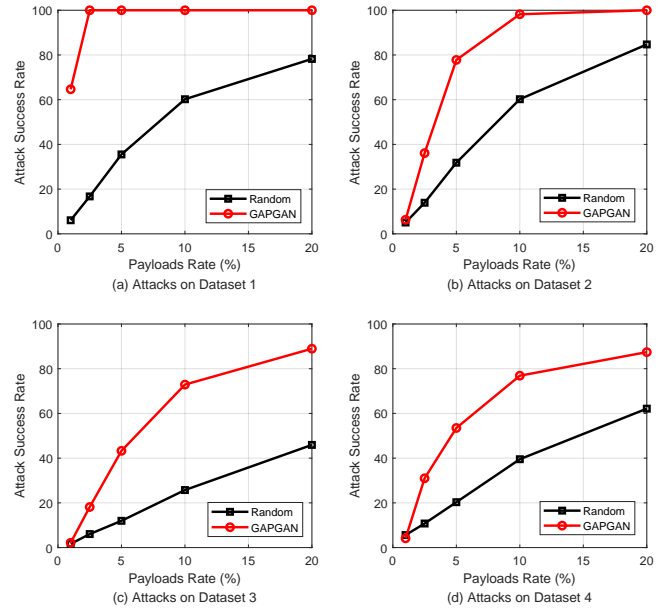 100
80
60
40
20
0
Attack Success Rate
Random
GAPGAN
0 5 10 15 20
Payloads Rate (%)
(a) Attacks on Dataset 1
100
80
60
40
20
0
Attack Success Rate
Random
GAPGAN
0 5 10 15 20
Payloads Rate (%)
(b) Attacks on Dataset 2
100
80
60
40
20
0
Attack Success Rate
Random
GAPGAN
0 5 10 15 20
Payloads Rate (%)
(c) Attacks on Dataset 3
100
80
60
40
20
0
Attack Success Rate
Random
GAPGAN
0 5 10 15 20
Payloads Rate (%)
(d) Attacks on Dataset 4